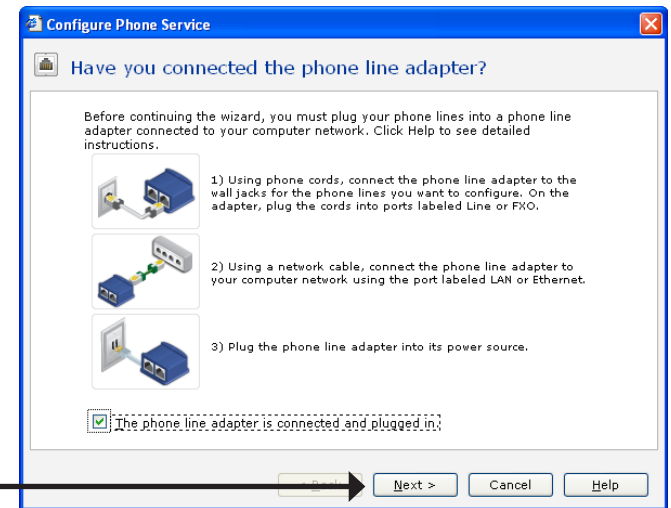 Configure Phone Service
Have you connected the phone line adapter?
Before continuing the wizard, you must plug your phone lines into a phone line
adapter connected to your computer network. Click Help to see detailed
instructions.
1) Using phone cords, connect the phone line adapter to the
wall jacks for the phone lines you want to configure. On the
adapter, plug the cords into ports labeled Line or FXO.
2) Using a network cable, connect the phone line adapter to
your computer network using the port labeled LAN or Ethernet.
3) Plug the phone line adapter into its power source.
The phone line adapter is connected and plugged in.
Next >
Cancel
Help